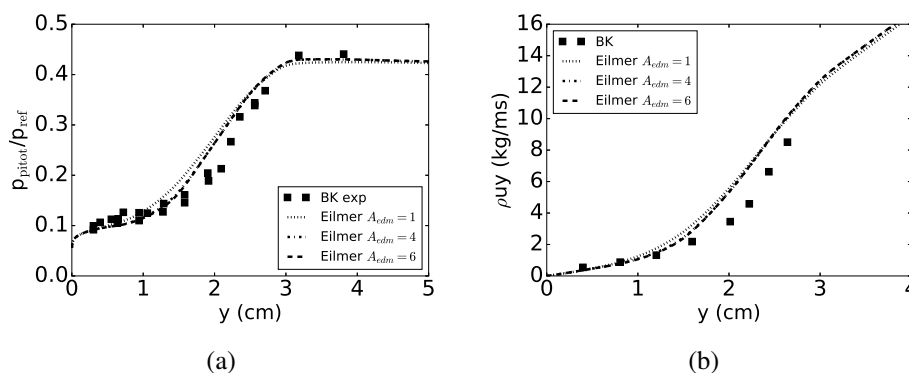 0.5
0.4
0.3
0.2
0.1
0.0
p_pitot/p_ref
BK exp
Eilmer A_edm = 1
Eilmer A_edm = 4
Eilmer A_edm = 6
0 1 2 3 4 5
y (cm)
(a)
16
14
12
10
8
6
4
2
0
ρuy (kg/ms)
BK
Eilmer A_edm = 1
Eilmer A_edm = 4
Eilmer A_edm = 6
0 1 2 3 4
y (cm)
(b)